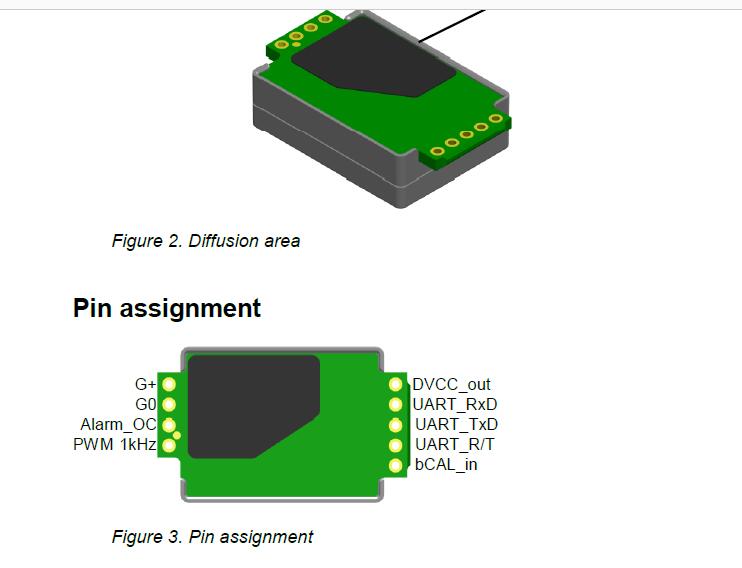 Figure 2. Diffusion area
Pin assignment
G+
G0
Alarm_OC
PWM 1kHz
DVCC_out
UART_RxD
UART_TxD
UART_R/T
bCAL_in
Figure 3. Pin assignment